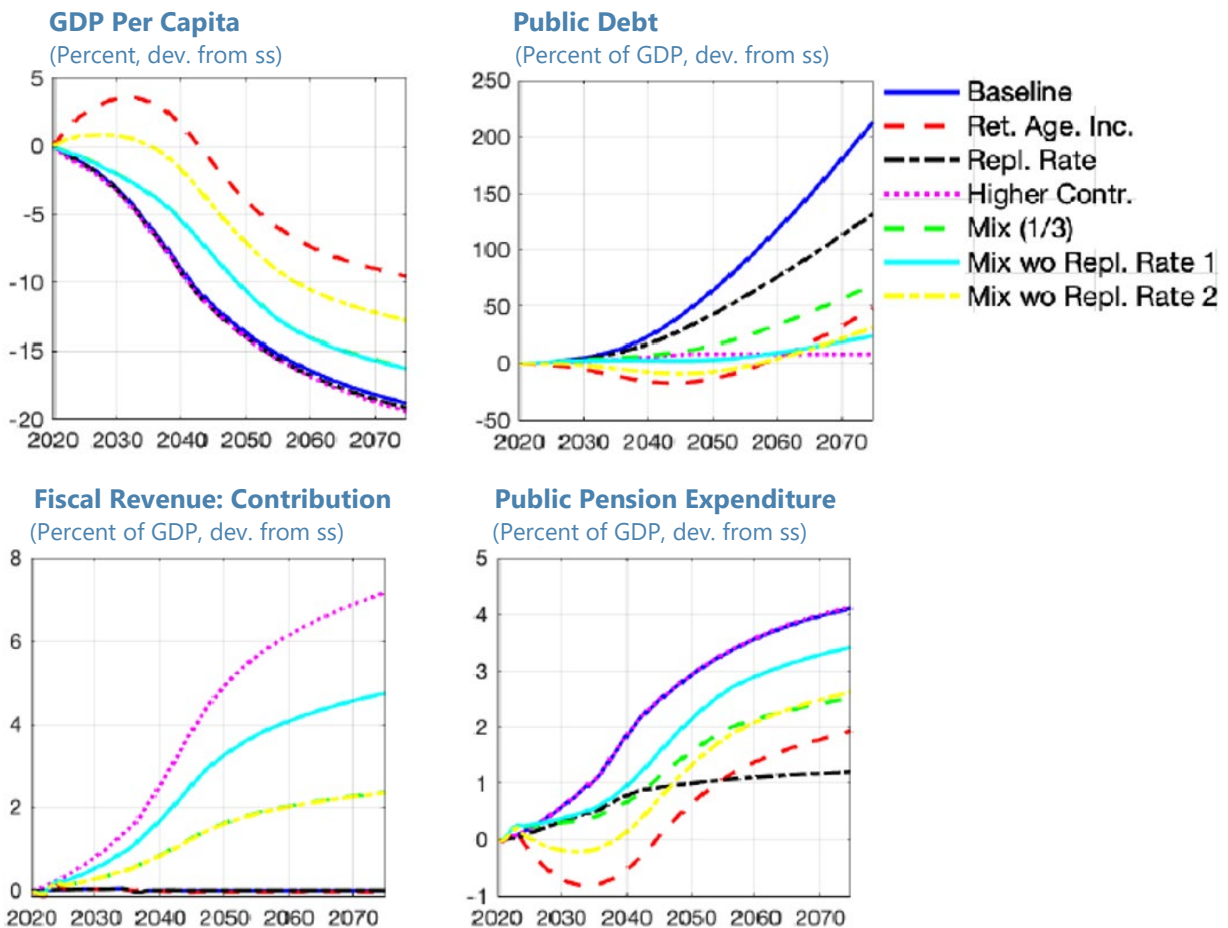 GDP Per Capita
(Percent, dev. from ss)
5
0
-5
-10
-15
-20
2020 2030 2040 2050 2060 2070
Public Debt
(Percent of GDP, dev. from ss)
250
200
150
100
50
0
-50
2020 2030 2040 2050 2060 2070
Baseline
Ret. Age. Inc.
Repl. Rate
Higher Contr.
Mix (1/3)
Mix wo Repl. Rate 1
Mix wo Repl. Rate 2
Fiscal Revenue: Contribution
(Percent of GDP, dev. from ss)
8
6
4
2
0
2020 2030 2040 2050 2060 2070
Public Pension Expenditure
(Percent of GDP, dev. from ss)
5
4
3
2
1
0
-1
2020 2030 2040 2050 2060 2070